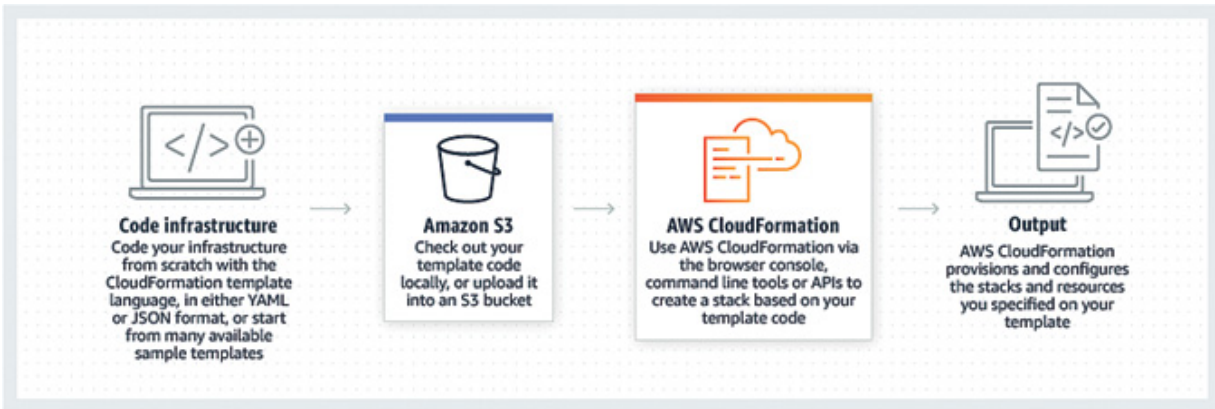 </>
Code infrastructure
Code your infrastructure
from scratch with the
CloudFormation template
language, in either YAML
or JSON format, or start
from many available
sample templates
Amazon S3
Check out your
template code
locally, or upload it
into an S3 bucket
AWS CloudFormation
Use AWS CloudFormation via
the browser console,
command line tools or APIs to
create a stack based on your
template code
</>
Output
AWS CloudFormation
provisions and configures
the stacks and resources
you specified on your
template